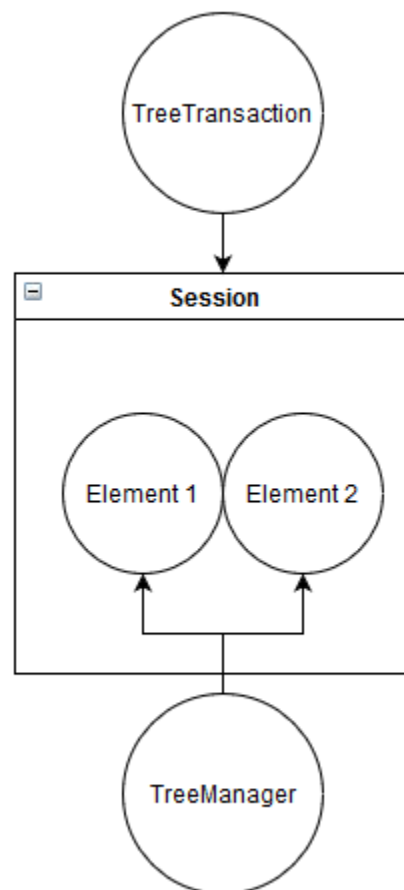 TreeTransaction
Session
Element 1
Element 2
TreeManager